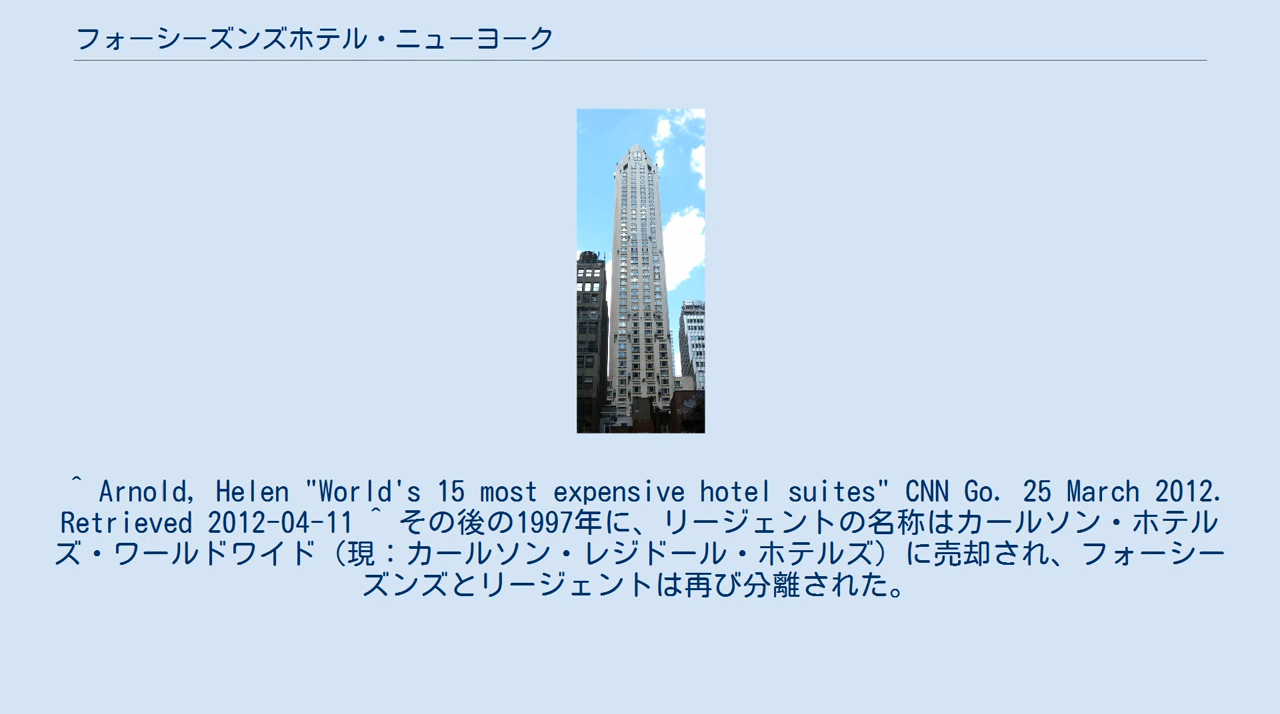 フォーシーズンズホテル・ニューヨーク
^ Arnold, Helen "World's 15 most expensive hotel suites" CNN Go. 25 March 2012.
Retrieved 2012-04-11 ^ その後の1997年に、リージェントの名称はカールソン・ホテル
ズ・ワールドワイド（現：カールソン・レジドール・ホテルズ）に売却され、フォーシー
ズンズとリージェントは再び分離された。